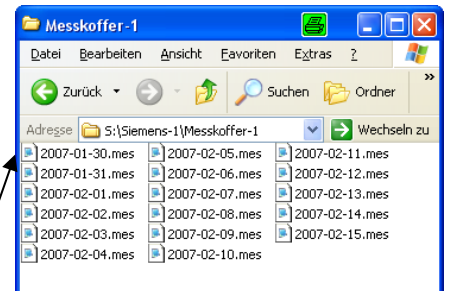 Messkoffer-1
Datei Bearbeiten Ansicht Favoriten Extras ?
Zurück Suchen Ordner »
Adresse S:\Siemens-1\Messkoffer-1 Wechseln zu
2007-01-30.mes 2007-02-05.mes 2007-02-11.mes
2007-01-31.mes 2007-02-06.mes 2007-02-12.mes
2007-02-01.mes 2007-02-07.mes 2007-02-13.mes
2007-02-02.mes 2007-02-08.mes 2007-02-14.mes
2007-02-03.mes 2007-02-09.mes 2007-02-15.mes
2007-02-04.mes 2007-02-10.mes